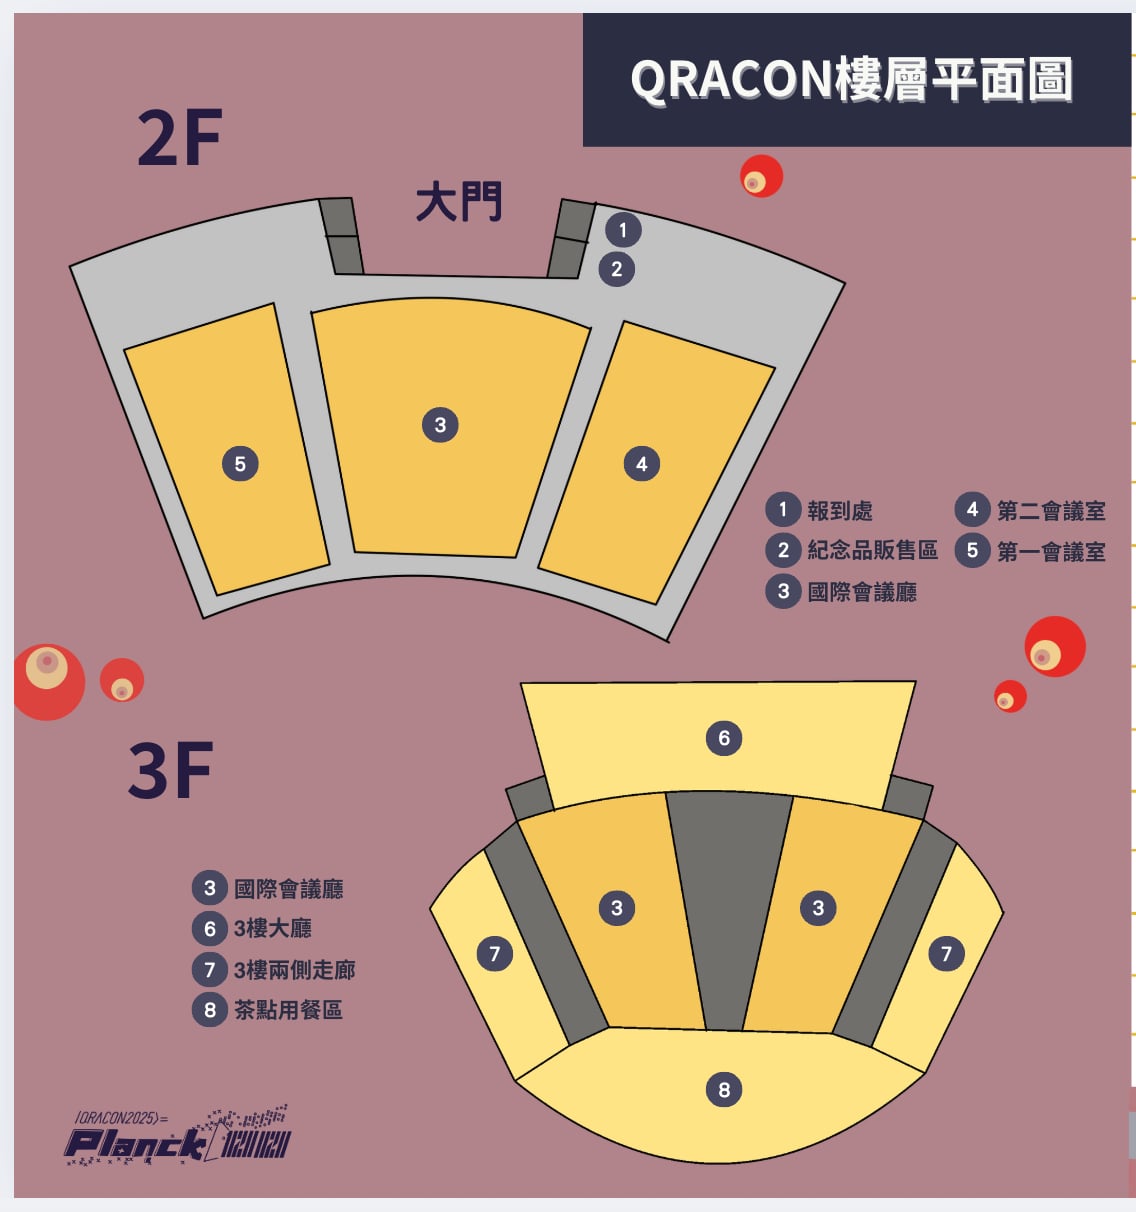 QRACON樓層平面圖
2F
大門
1
2
3
5
4
1 報到處
2 紀念品販售區
3 國際會議廳
4 第二會議室
5 第一會議室
6
3F
3 國際會議廳
6 3樓大廳
7 3樓兩側走廊
8 茶點用餐區
3
3
7
7
8
|QRACON2025⟩=
Planck